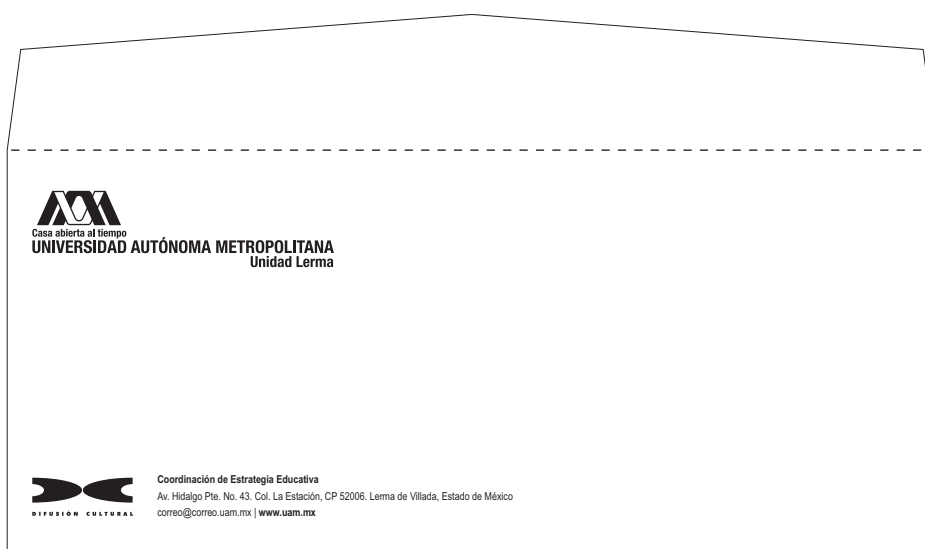 Casa abierta al tiempo
UNIVERSIDAD AUTÓNOMA METROPOLITANA
Unidad Lerma
DIFUSIÓN CULTURAL
Coordinación de Estrategia Educativa
Av. Hidalgo Pte. No. 43. Col. La Estación, CP 52006. Lerma de Villada, Estado de México
correo@correo.uam.mx | www.uam.mx